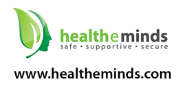 healtheminds
safe • supportive • secure
www.healtheminds.com